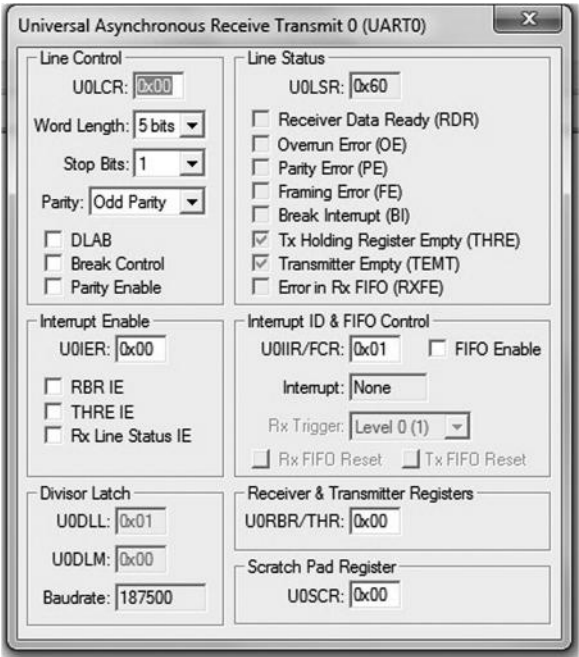 Universal Asynchronous Receive Transmit 0 (UART0)
Line Control
U0LCR: 0x00
Word Length: 5 bits
Stop Bits: 1
Parity: Odd Parity
DLAB
Break Control
Parity Enable
Line Status
U0LSR: 0x60
Receiver Data Ready (RDR)
Overrun Error (OE)
Parity Error (PE)
Framing Error (FE)
Break Interrupt (BI)
Tx Holding Register Empty (THRE)
Transmitter Empty (TEMT)
Error in Rx FIFO (RXFE)
Interrupt Enable
U0IER: 0x00
RBR IE
THRE IE
Rx Line Status IE
Interrupt ID & FIFO Control
U0IIR/FCR: 0x01 FIFO Enable
Interrupt: None
Rx Trigger: Level 0 (1)
Rx FIFO Reset Tx FIFO Reset
Divisor Latch
U0DLL: 0x01
U0DLM: 0x00
Baudrate: 187500
Receiver & Transmitter Registers
U0RBR/THR: 0x00
Scratch Pad Register
U0SCR: 0x00